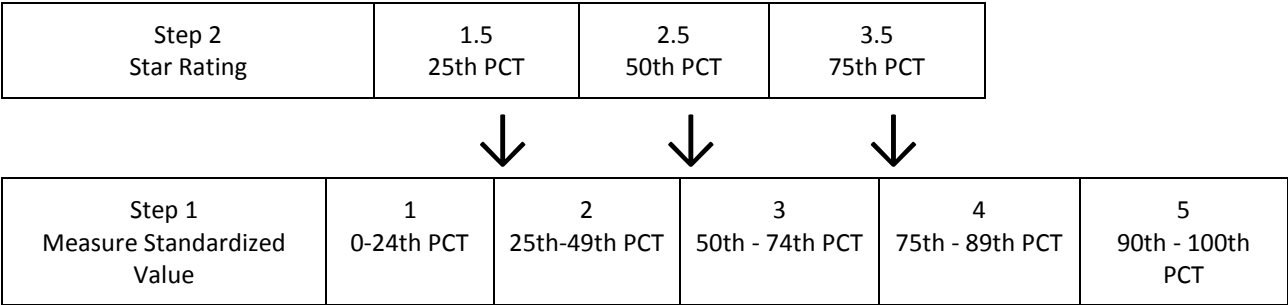 Step 2
Star Rating
1.5
25th PCT
2.5
50th PCT
3.5
75th PCT
Step 1
Measure Standardized
Value
1
0-24th PCT
2
25th-49th PCT
3
50th - 74th PCT
4
75th - 89th PCT
5
90th - 100th
PCT